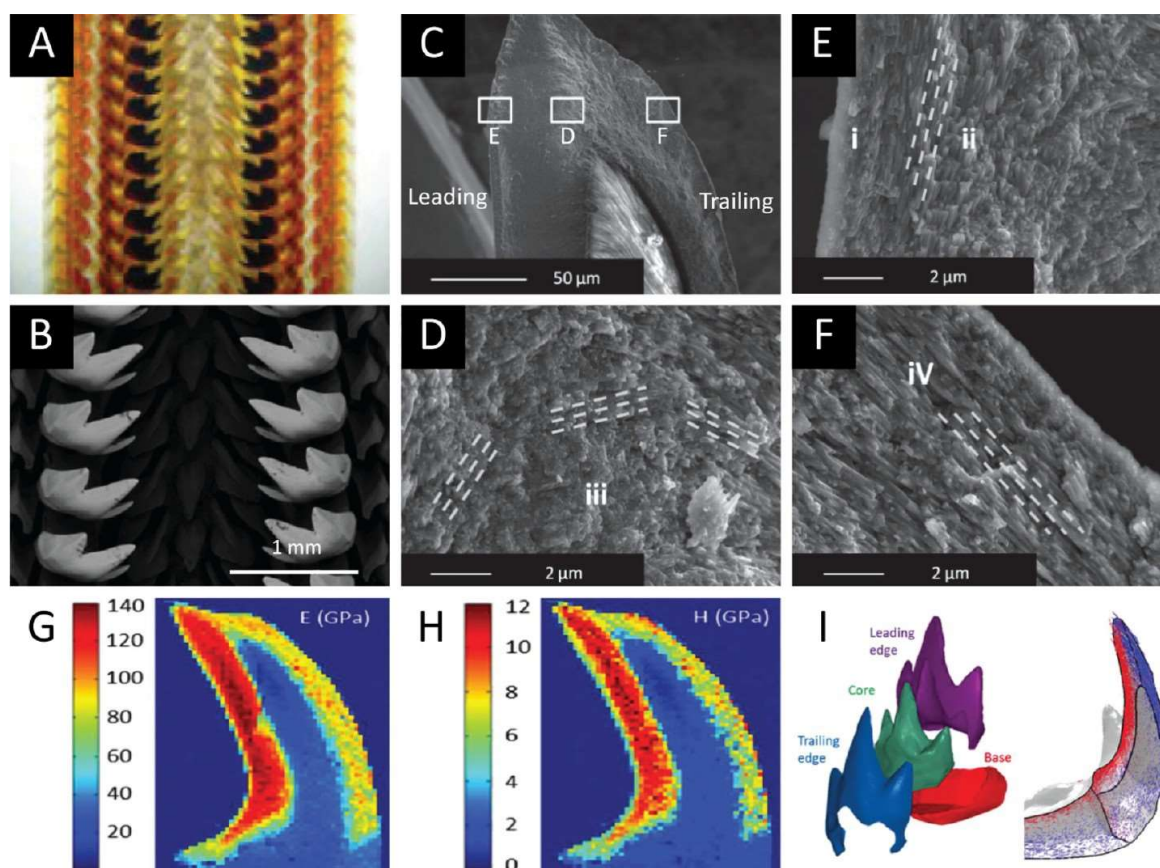 A
B
1 mm
C
E
D
F
Leading
Trailing
50 µm
D
iii
2 µm
E
i
ii
2 µm
F
iV
2 µm
G
E (GPa)
140
120
100
80
60
40
20
H
H (GPa)
12
10
8
6
4
2
0
I
Leading
edge
Core
Trailing
edge
Base